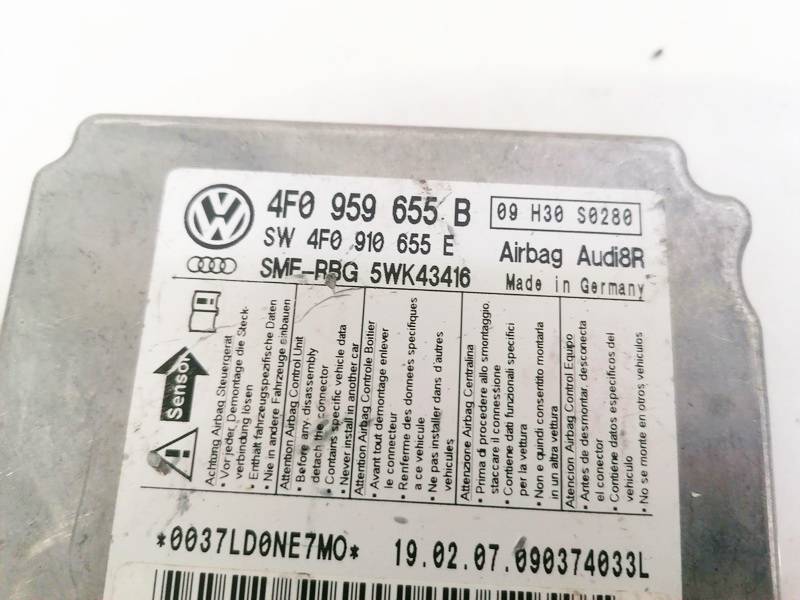 4F0 959 655 B
09 H30 S0280
SW 4F0 910 655 E
Airbag Audi8R
SME-RBG 5WK43416
Made in Germany
Sensor
Achtung Airbag Steuergerät
• Vor jeder Demontage die Steck-
verbindung lösen
• Enthält fahrzeugspezifische Daten
• Nie in andere Fahrzeuge einbauen
Attention Airbag Control Unit
• Before any disassembly
detach the connector
• Contains specific vehicle data
• Never install in another car
Attention Airbag Controle Boitier
• Avant tout demontage enlever
le connecteur
• Renferme des donnees specifiques
a ce vehicule
• Ne pas installer dans d'autres
vehicules
Attenzione Airbag Centralina
• Prima di procedere allo smontaggio.
staccare il connessione
• Contiene dati funzionali specifici
per la vettura
• Non e quindi consentito montarla
in un altra vettura
Atencion Airbag Control Equipo
• Antes de desmontar, desconecta
el conector
• Contiene datos especificos del
vehiculo
• No se monte en otros vehiculos
*0037LD0NE7MO*
19.02.07.090374033L